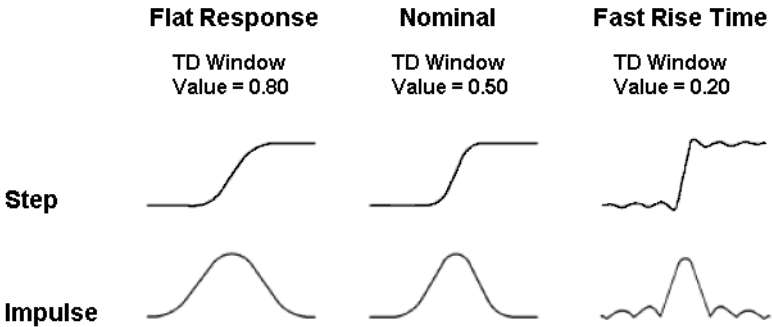 Flat Response
Nominal
Fast Rise Time
TD Window
Value = 0.80
TD Window
Value = 0.50
TD Window
Value = 0.20
Step
Impulse